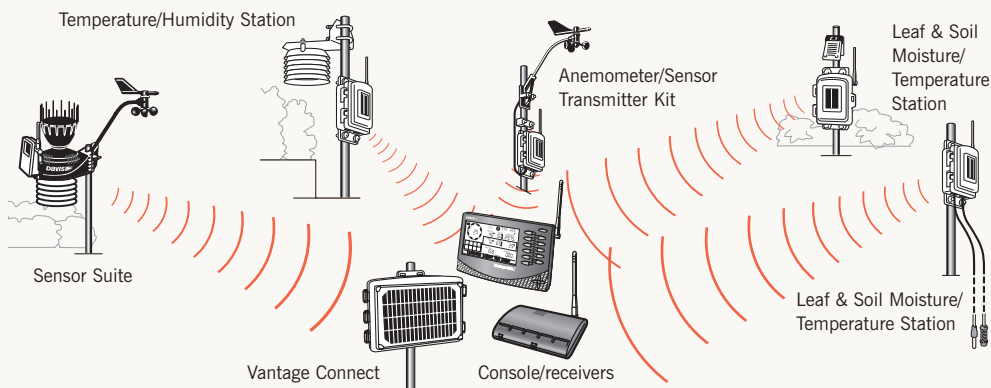 Temperature/Humidity Station
Anemometer/Sensor
Transmitter Kit
Leaf & Soil
Moisture/
Temperature
Station
DAVIS
Sensor Suite
Vantage Connect
Console/receivers
Leaf & Soil Moisture/
Temperature Station